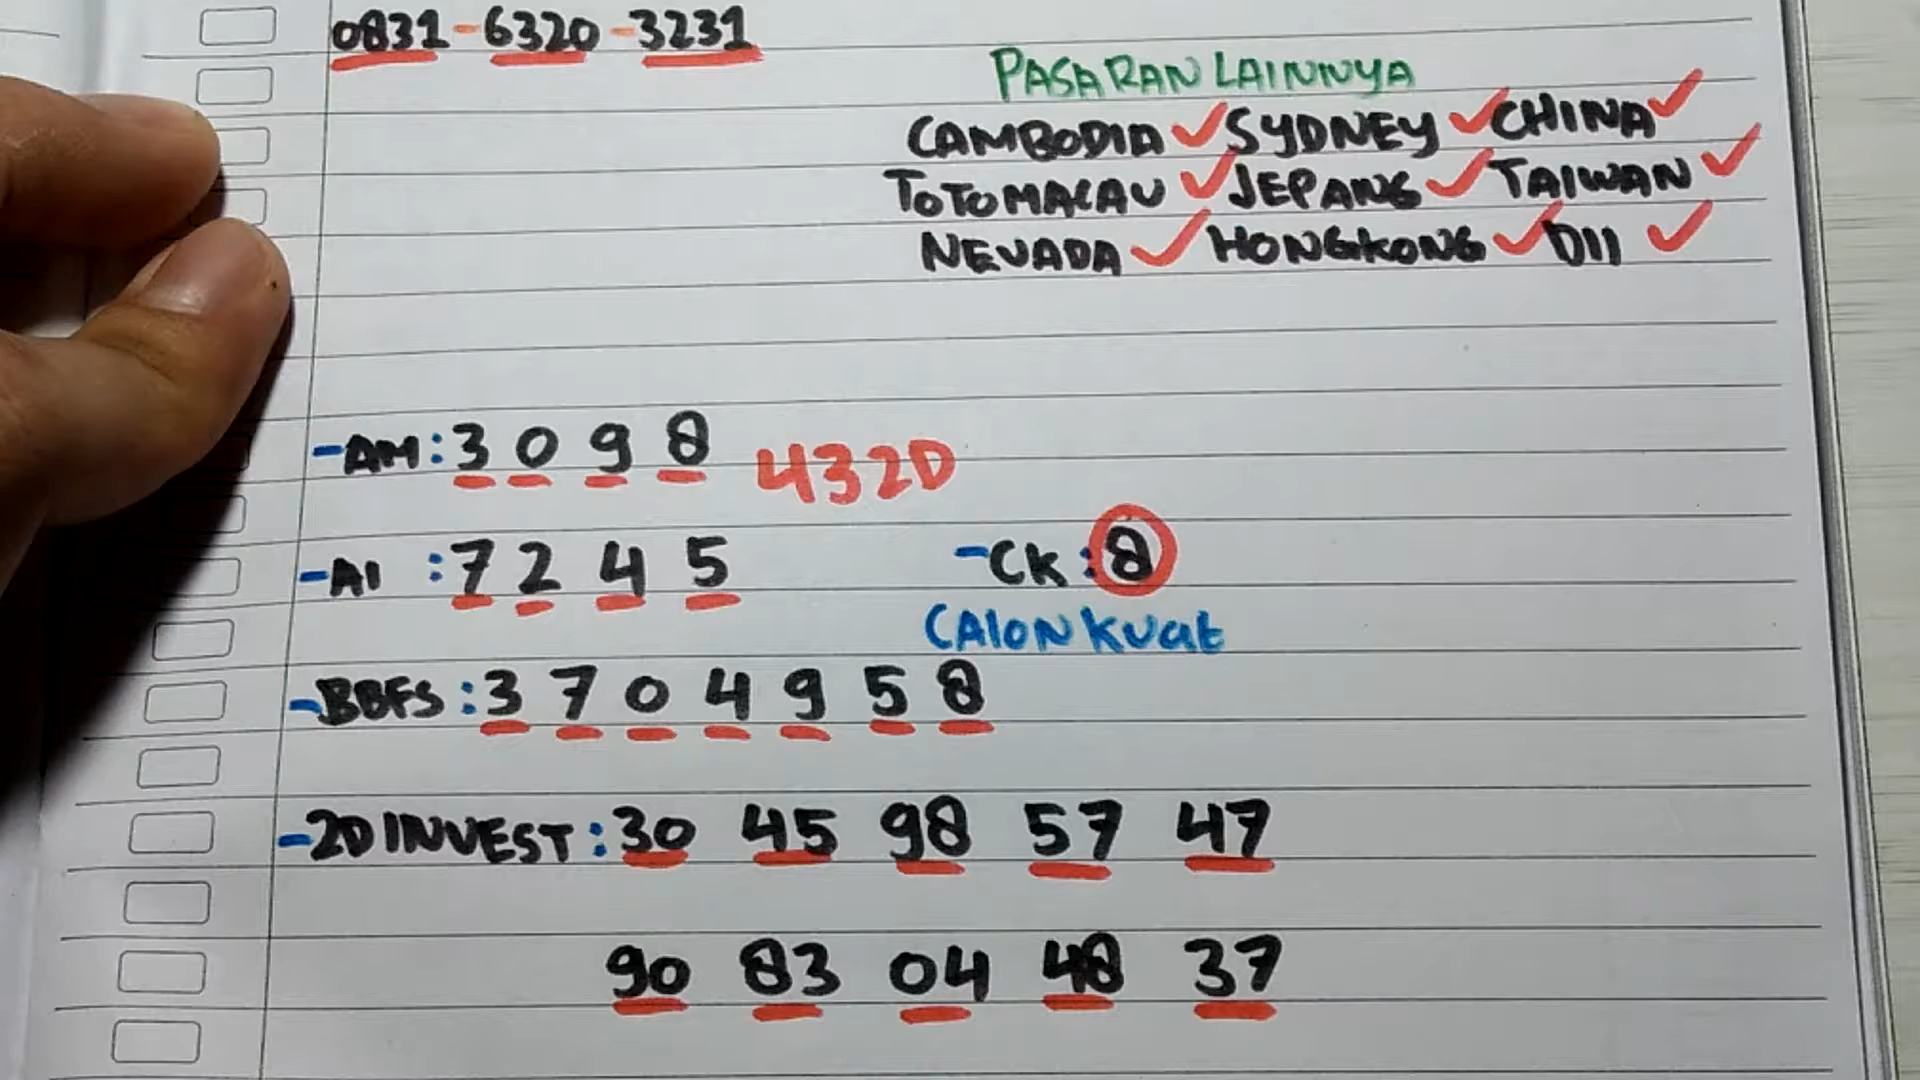 0831-6320-3231
PASARAN LAINNYA
CAMBODIA ✓ SYDNEY ✓ CHINA ✓
TOTOMACAU ✓ JEPANG ✓ TAIWAN ✓
NEVADA ✓ HONGKONG ✓ Dll ✓
-AM: 3 0 9 8 432D
-AI : 7 2 4 5 -CK: 8
CALON KUAt
-BBFS: 3 7 0 4 9 5 8
-2D INVEST: 30 45 98 57 47
90 83 04 48 37